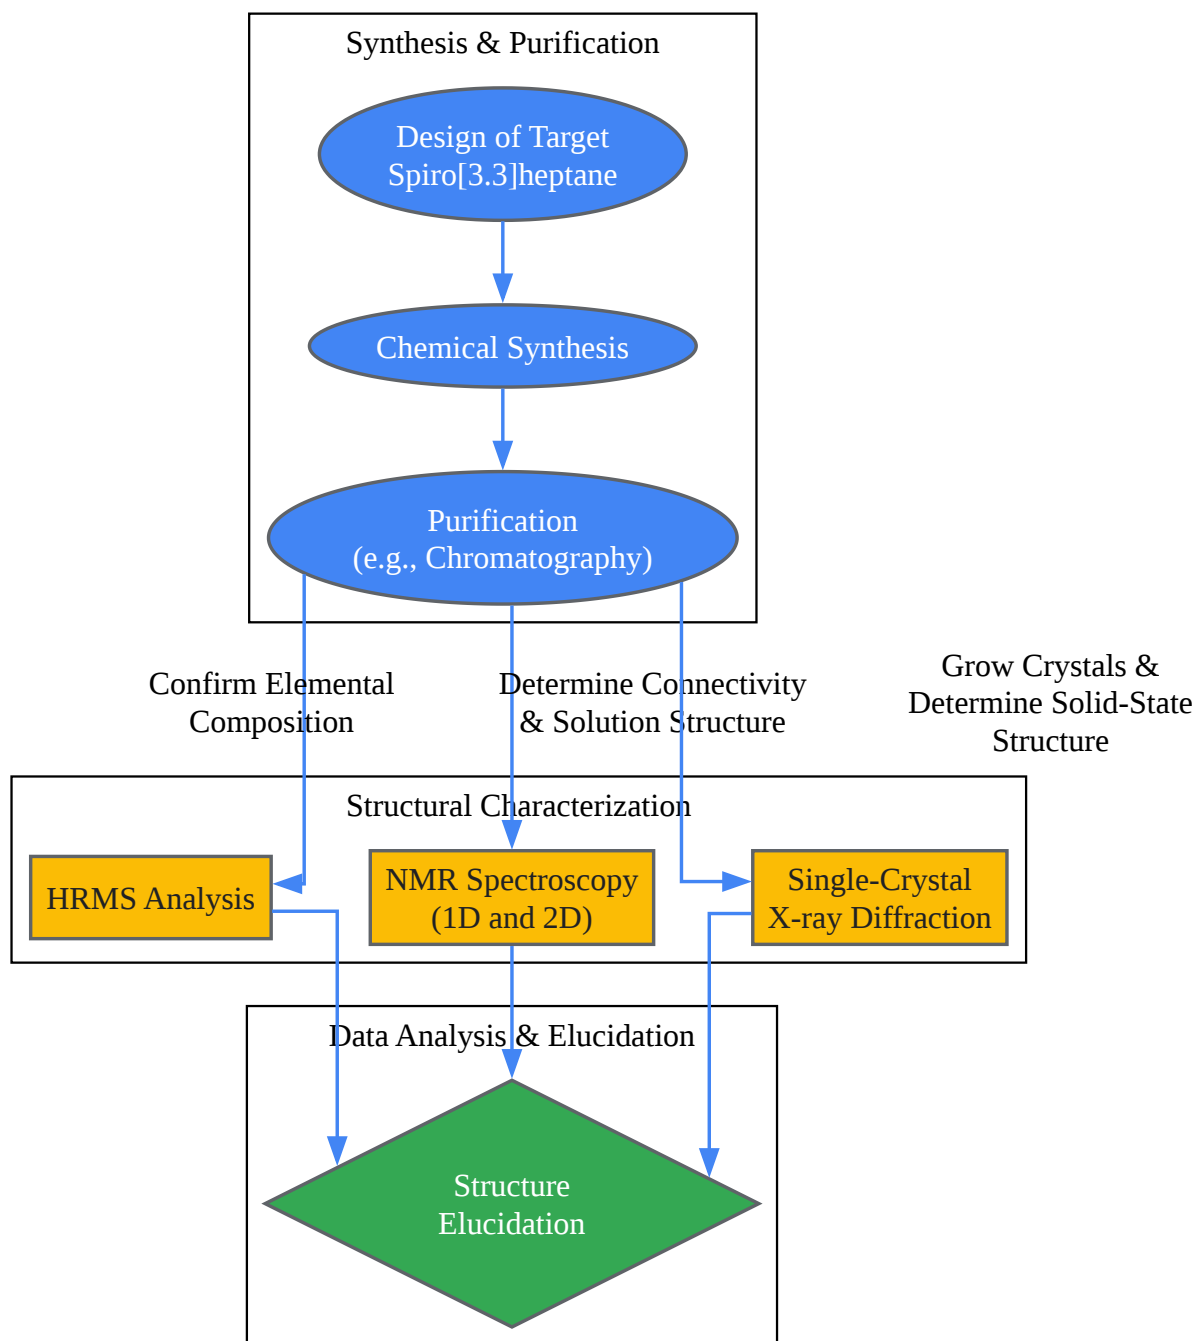 Synthesis & Purification
Design of Target
Spiro[3.3]heptane
Chemical Synthesis
Purification
(e.g., Chromatography)
Confirm Elemental
Composition
Determine Connectivity
& Solution Structure
Grow Crystals &
Determine Solid-State
Structure
Structural Characterization
HRMS Analysis
NMR Spectroscopy
(1D and 2D)
Single-Crystal
X-ray Diffraction
Data Analysis & Elucidation
Structure
Elucidation